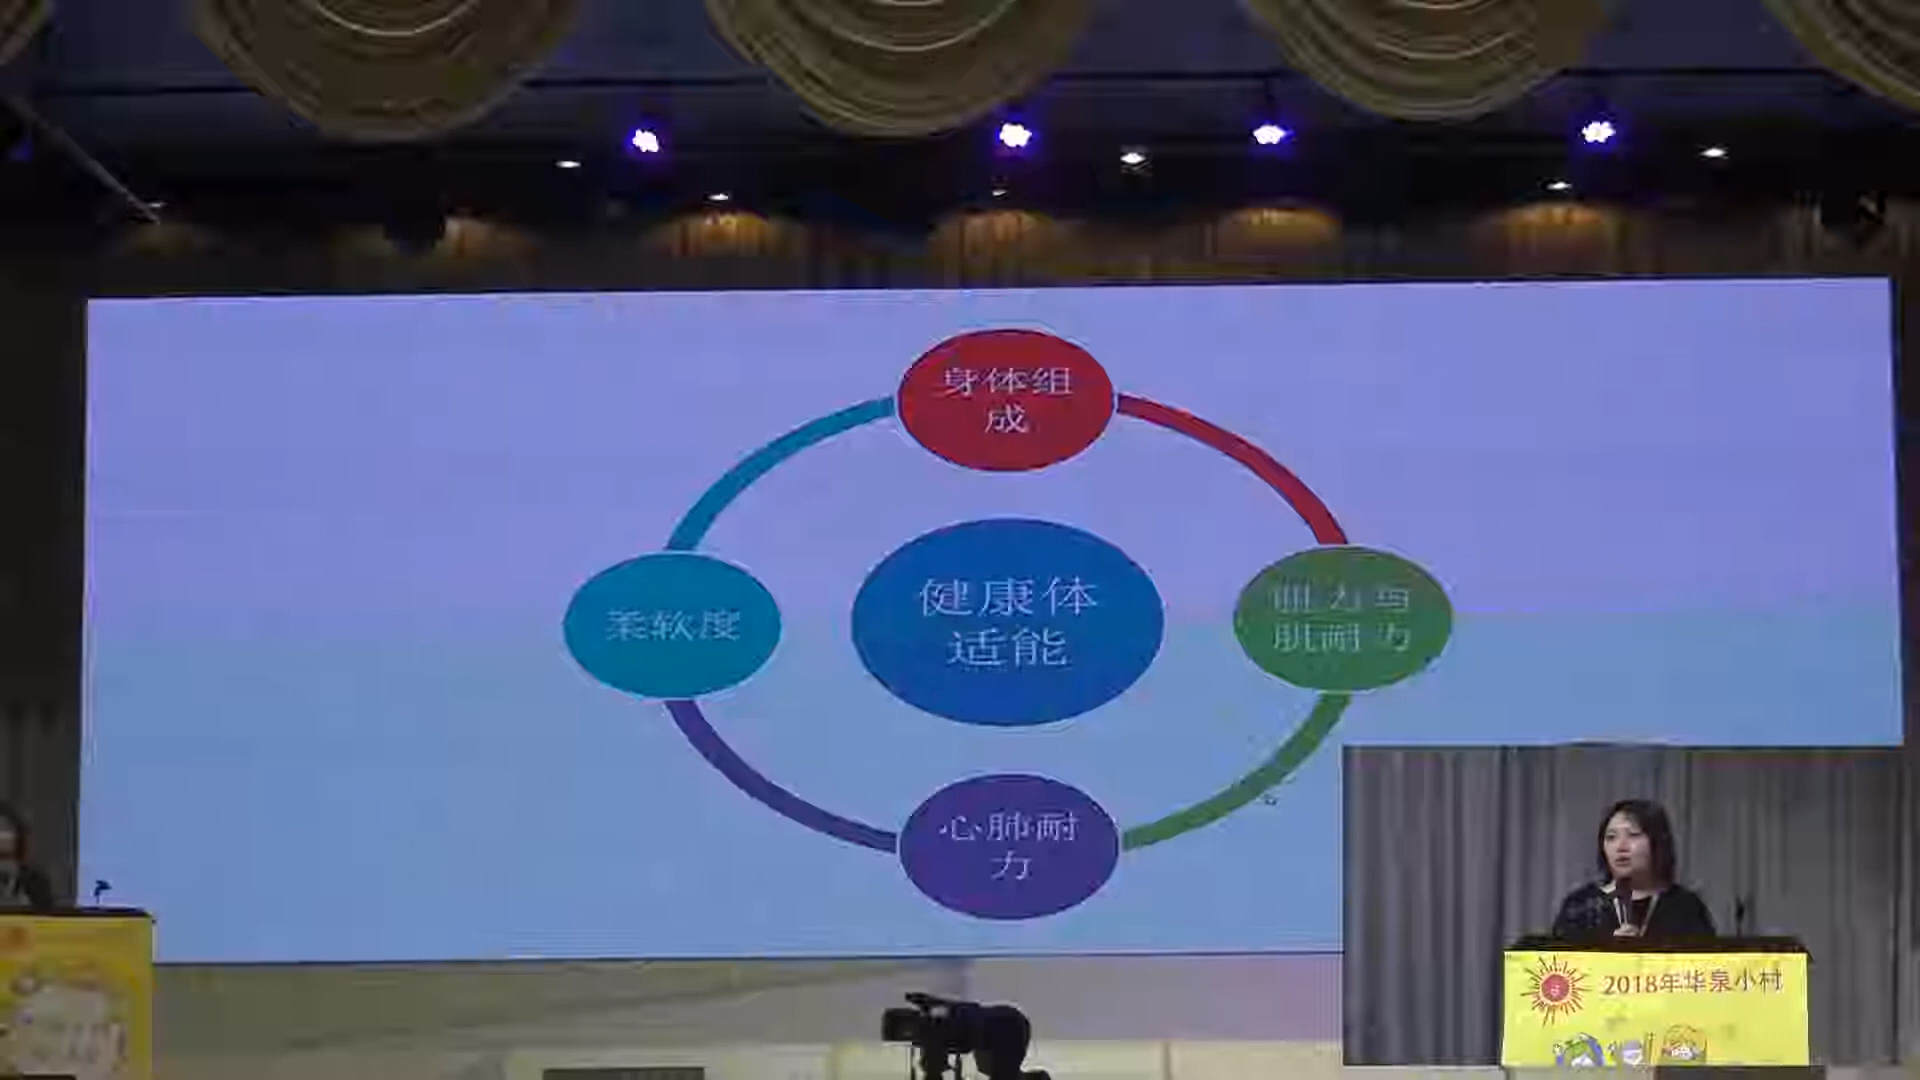 身体组
成
柔软度
健康体
适能
肌力与
肌耐力
心肺耐
力
2018年华泉小村